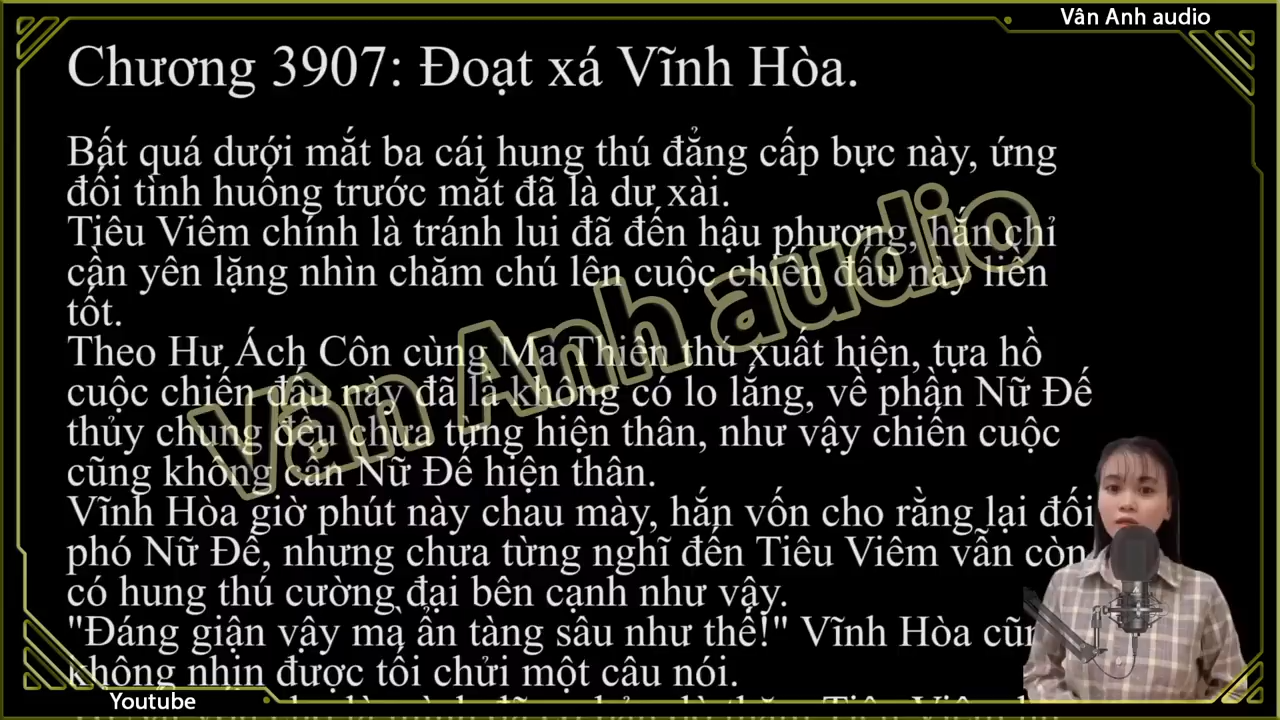 Vân Anh audio
Chương 3907: Đoạt xá Vĩnh Hòa.
Bất quá dưới mắt ba cái hung thú đẳng cấp bực này, ứng
đối tình huống trước mắt đã là dư xài.
Tiêu Viêm chính là tránh lui đã đến hậu phương, hắn chỉ
cần yên lặng nhìn chăm chú lên cuộc chiến đấu này liền
tốt.
Theo Hư Ách Côn cùng Ma Thiên thú xuất hiện, tựa hồ
cuộc chiến đấu này đã là không có lo lắng, về phần Nữ Đế
thủy chung đều chưa từng hiện thân, như vậy chiến cuộc
cũng không cần Nữ Đế hiện thân.
Vĩnh Hòa giờ phút này chau mày, hắn vốn cho rằng lại đối
phó Nữ Đế, nhưng chưa từng nghĩ đến Tiêu Viêm vẫn còn
có hung thú cường đại bên cạnh như vậy.
"Đáng giận vậy mà ẩn tàng sâu như thế!" Vĩnh Hòa
không nhịn được tối chửi một câu nói.
Vân Anh audio
Youtube